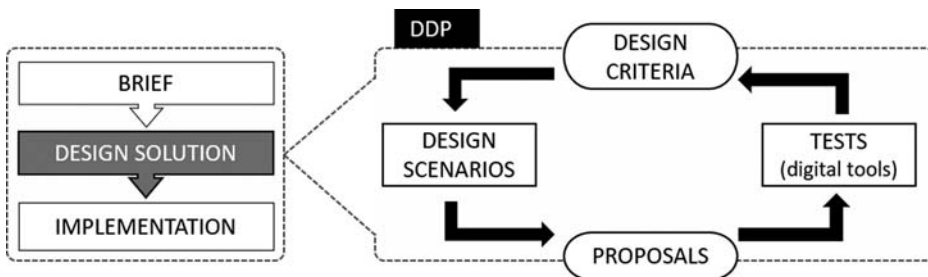 BRIEF
DESIGN SOLUTION
IMPLEMENTATION
DDP
DESIGN
CRITERIA
DESIGN
SCENARIOS
TESTS
(digital tools)
PROPOSALS